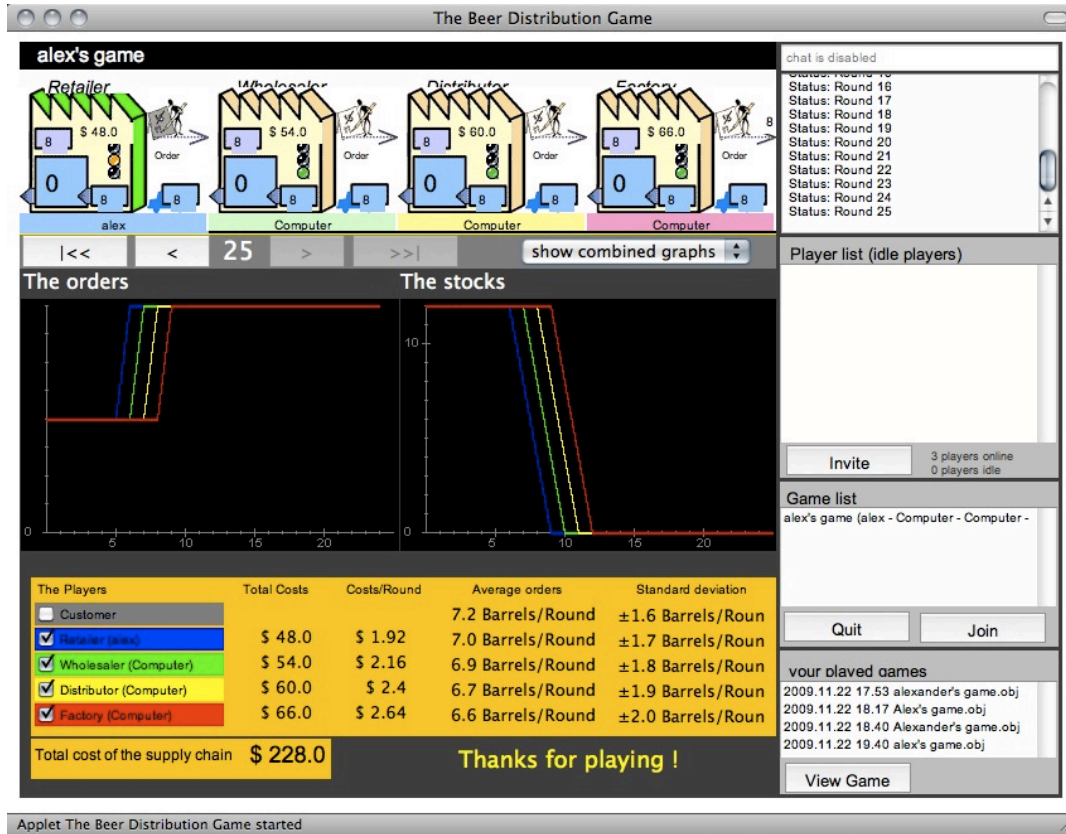 The Beer Distribution Game
alex's game
Retailer Wholesaler Distributor Factory
$ 48.0 $ 54.0 $ 60.0 $ 66.0
8 8 8 8 8
Order Order Order Order
0 0 0 0
8 8 8 8 8 8 8 8
alex Computer Computer Computer
|<< < 25 > >>| show combined graphs
The orders The stocks
10
0 5 10 15 20
0 5 10 15 20
The Players Total Costs Costs/Round Average orders Standard deviation
Customer 7.2 Barrels/Round ±1.6 Barrels/Roun
Retailer (alex) $ 48.0 $ 1.92 7.0 Barrels/Round ±1.7 Barrels/Roun
Wholesaler (Computer) $ 54.0 $ 2.16 6.9 Barrels/Round ±1.8 Barrels/Roun
Distributor (Computer) $ 60.0 $ 2.4 6.7 Barrels/Round ±1.9 Barrels/Roun
Factory (Computer) $ 66.0 $ 2.64 6.6 Barrels/Round ±2.0 Barrels/Roun
Total cost of the supply chain $ 228.0
Thanks for playing !
chat is disabled
Status: Round 16
Status: Round 17
Status: Round 18
Status: Round 19
Status: Round 20
Status: Round 21
Status: Round 22
Status: Round 23
Status: Round 24
Status: Round 25
Player list (idle players)
Invite
3 players online
0 players idle
Game list
alex's game (alex - Computer - Computer -
Quit Join
your played games
2009.11.22 17.53 alexander's game.obj
2009.11.22 18.17 Alex's game.obj
2009.11.22 18.40 Alexander's game.obj
2009.11.22 19.40 alex's game.obj
View Game
Applet The Beer Distribution Game started